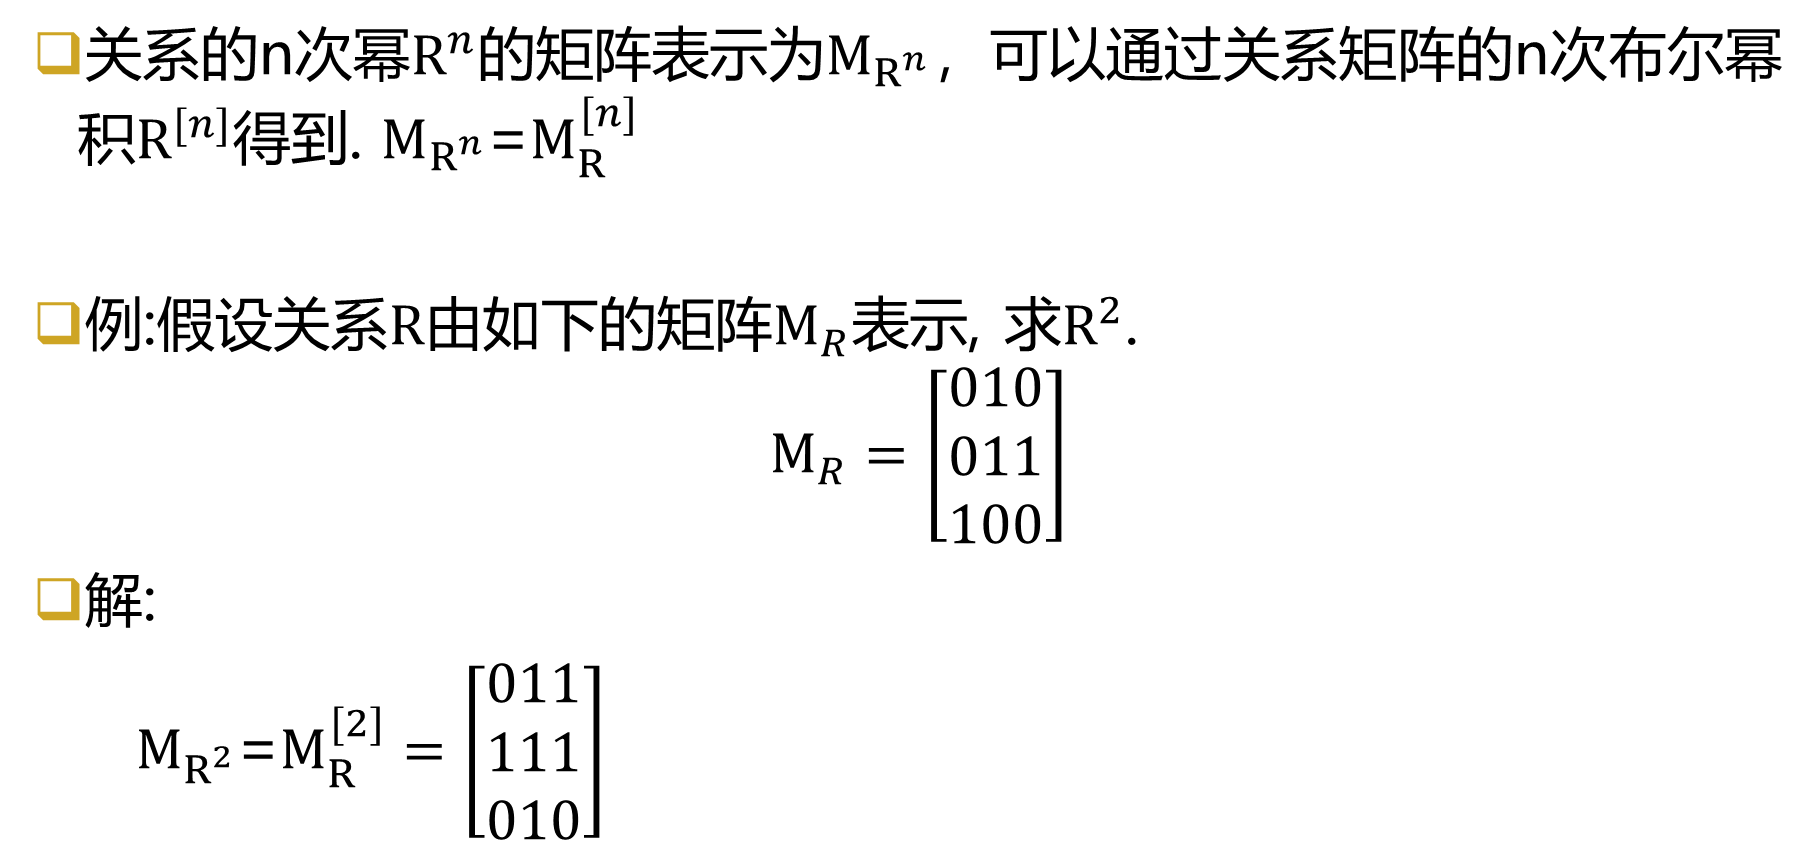 ❑关系的n次幂Rⁿ的矩阵表示为M_{Rⁿ}，可以通过关系矩阵的n次布尔幂
积R^{[n]}得到. M_{Rⁿ}=M_R^{[n]}
❑例:假设关系R由如下的矩阵M_R表示, 求R².
M_R = [010
011
100]
❑解:
M_{R²}=M_R^{[2]} = [011
111
010]